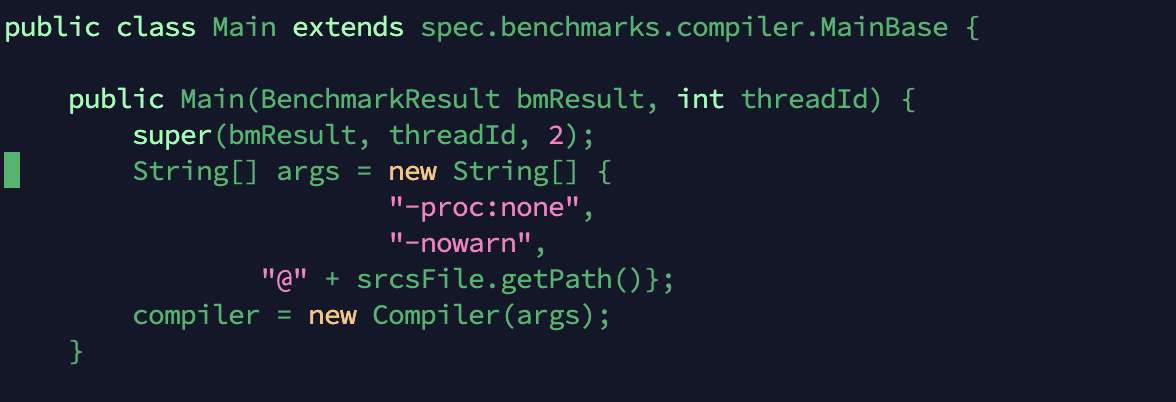 public class Main extends spec.benchmarks.compiler.MainBase {
    public Main(BenchmarkResult bmResult, int threadId) {
        super(bmResult, threadId, 2);
        String[] args = new String[] {
                        "-proc:none",
                        "-nowarn",
                "@" + srcsFile.getPath()};
        compiler = new Compiler(args);
    }